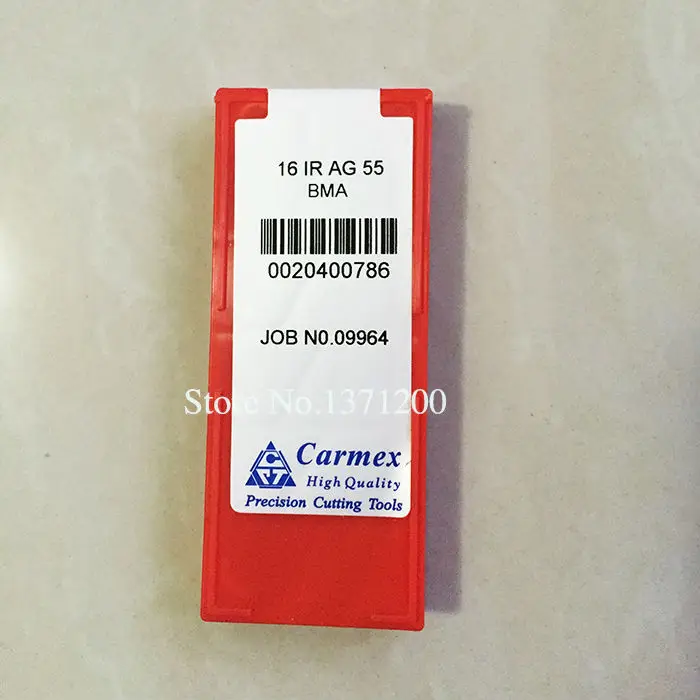 16 IR AG 55
BMA
0020400786
JOB N0.09964
Store No.1371200
Carmex
High Quality
Precision Cutting Tools